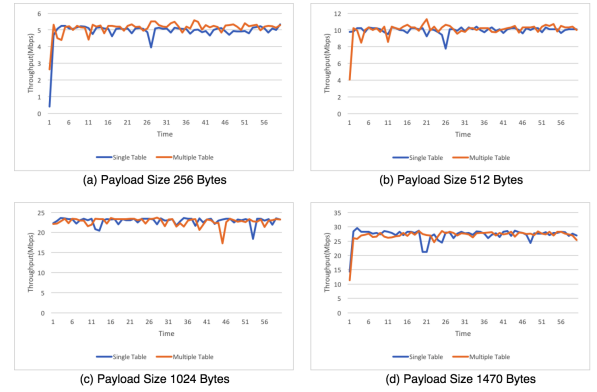 Throughput(Mbps)
6
5
4
3
2
1
0
1 6 11 16 21 26 31 36 41 46 51 56
Time
Single Table Multiple Table
(a) Payload Size 256 Bytes
Throughput(Mbps)
12
10
8
6
4
2
0
1 6 11 16 21 26 31 36 41 46 51 56
Time
Single Table Multiple Table
(b) Payload Size 512 Bytes
Throughput(Mbps)
25
20
15
10
5
0
1 6 11 16 21 26 31 36 41 46 51 56
Time
Single Table Multiple Table
(c) Payload Size 1024 Bytes
Throughput(Mbps)
35
30
25
20
15
10
5
0
1 6 11 16 21 26 31 36 41 46 51 56
Time
Single Table Multiple Table
(d) Payload Size 1470 Bytes